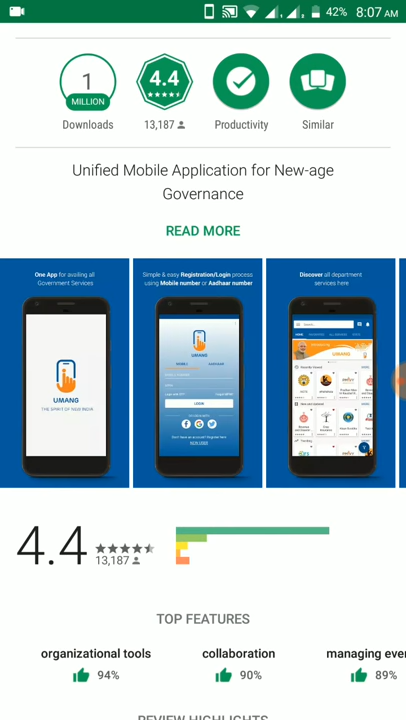 42% 8:07 AM
1
MILLION
4.4
Downloads
13,187
Productivity
Similar
Unified Mobile Application for New-age
Governance
READ MORE
One App for availing all
Government Services
UMANG
THE SPIRIT OF NEW INDIA
Simple & easy Registration/Login process
using Mobile number or Aadhaar number
LOGIN
Discover all department
services here
UMANG
4.4
13,187
TOP FEATURES
organizational tools
collaboration
managing eve
94%
90%
89%
REVIEW HIGHLIGHTS